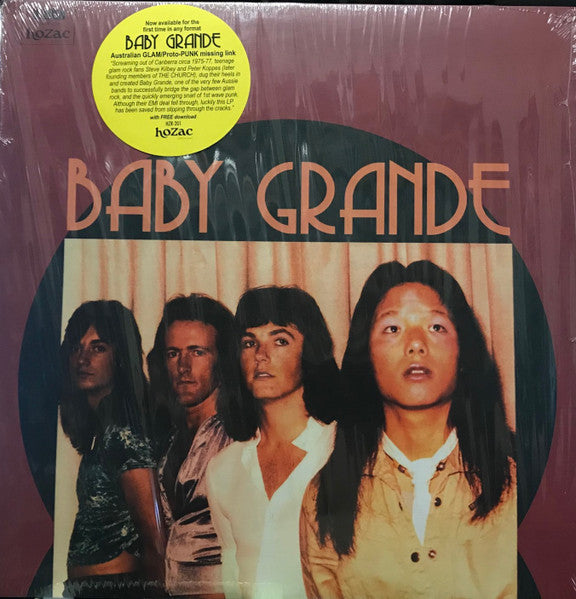 hozac
Now available for the
first time in any format
BABY GRANDE
Australian GLAM/Proto-PUNK missing link
"Screaming out of Canberra circa 1975-77, teenage
glam rock fans Steve Kilbey and Peter Koppes (later
founding members of THE CHURCH), dug their heels in
and created Baby Grande, one of the very few Aussie
bands to successfully bridge the gap between glam
rock, and the quickly emerging snarl of 1st wave punk.
Although their EMI deal fell through, luckily this LP
has been saved from slipping through the cracks."
with FREE download
HZR 201
hozac
BABY GRANDE